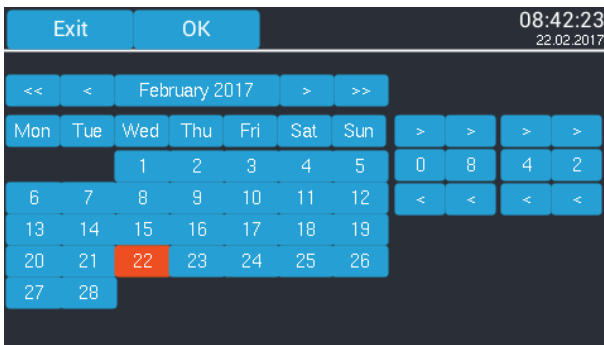 Exit OK 08:42:23
22.02.2017
<< < February 2017 > >>
Mon Tue Wed Thu Fri Sat Sun > > > >
1 2 3 4 5 0 8 4 2
6 7 8 9 10 11 12 < < < <
13 14 15 16 17 18 19
20 21 22 23 24 25 26
27 28